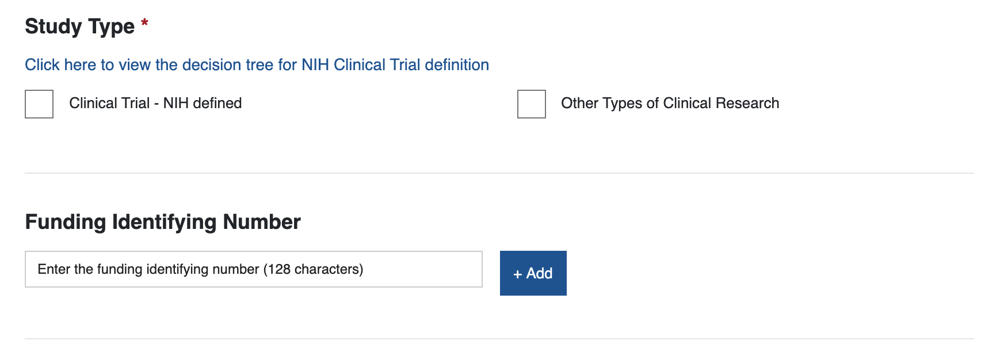 Study Type *
Click here to view the decision tree for NIH Clinical Trial definition
Clinical Trial - NIH defined
Other Types of Clinical Research
Funding Identifying Number
Enter the funding identifying number (128 characters)
+ Add